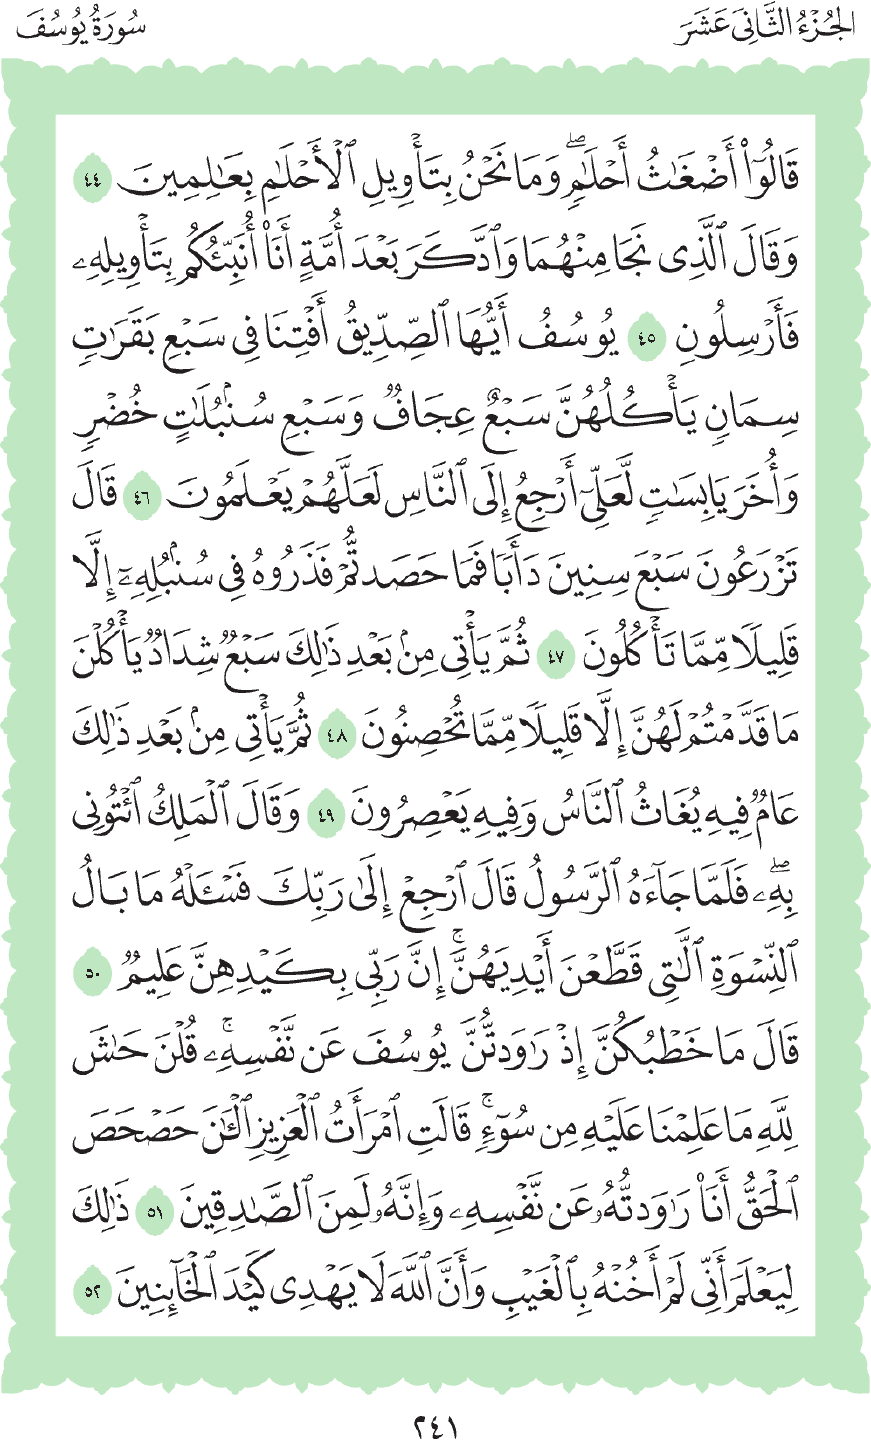 الجُزْءُ الثَّانِىَ عَشَرَ
سُورَةُ يُوسُفَ
قَالُوٓا۟ أَضْغَـٰثُ أَحْلَـٰمٍۢ ۖ وَمَا نَحْنُ بِتَأْوِيلِ ٱلْأَحْلَـٰمِ بِعَـٰلِمِينَ ٤٤
وَقَالَ ٱلَّذِى نَجَا مِنْهُمَا وَٱدَّكَرَ بَعْدَ أُمَّةٍ أَنَا۠ أُنَبِّئُكُم بِتَأْوِيلِهِۦ
فَأَرْسِلُونِ ٤٥ يُوسُفُ أَيُّهَا ٱلصِّدِّيقُ أَفْتِنَا فِى سَبْعِ بَقَرَٰتٍۢ
سِمَانٍۢ يَأْكُلُهُنَّ سَبْعٌ عِجَافٌۭ وَسَبْعِ سُنۢبُلَـٰتٍ خُضْرٍۢ
وَأُخَرَ يَابِسَـٰتٍۢ لَّعَلِّىٓ أَرْجِعُ إِلَى ٱلنَّاسِ لَعَلَّهُمْ يَعْلَمُونَ ٤٦ قَالَ
تَزْرَعُونَ سَبْعَ سِنِينَ دَأَبًۭا فَمَا حَصَدتُّمْ فَذَرُوهُ فِى سُنۢبُلِهِۦٓ إِلَّا
قَلِيلًۭا مِّمَّا تَأْكُلُونَ ٤٧ ثُمَّ يَأْتِى مِنۢ بَعْدِ ذَٰلِكَ سَبْعٌۭ شِدَادٌۭ يَأْكُلْنَ
مَا قَدَّمْتُمْ لَهُنَّ إِلَّا قَلِيلًۭا مِّمَّا تُحْصِنُونَ ٤٨ ثُمَّ يَأْتِى مِنۢ بَعْدِ ذَٰلِكَ
عَامٌۭ فِيهِ يُغَاثُ ٱلنَّاسُ وَفِيهِ يَعْصِرُونَ ٤٩ وَقَالَ ٱلْمَلِكُ ٱئْتُونِى
بِهِۦ ۖ فَلَمَّا جَآءَهُ ٱلرَّسُولُ قَالَ ٱرْجِعْ إِلَىٰ رَبِّكَ فَسْـَٔلْهُ مَا بَالُ
ٱلنِّسْوَةِ ٱلَّـٰتِى قَطَّعْنَ أَيْدِيَهُنَّ ۚ إِنَّ رَبِّى بِكَيْدِهِنَّ عَلِيمٌۭ ٥٠
قَالَ مَا خَطْبُكُنَّ إِذْ رَٰوَدتُّنَّ يُوسُفَ عَن نَّفْسِهِۦ ۚ قُلْنَ حَـٰشَ
لِلَّهِ مَا عَلِمْنَا عَلَيْهِ مِن سُوٓءٍۢ ۚ قَالَتِ ٱمْرَأَتُ ٱلْعَزِيزِ ٱلْـَٔـٰنَ حَصْحَصَ
ٱلْحَقُّ أَنَا۠ رَٰوَدتُّهُۥ عَن نَّفْسِهِۦ وَإِنَّهُۥ لَمِنَ ٱلصَّـٰدِقِينَ ٥١ ذَٰلِكَ
لِيَعْلَمَ أَنِّى لَمْ أَخُنْهُ بِٱلْغَيْبِ وَأَنَّ ٱللَّهَ لَا يَهْدِى كَيْدَ ٱلْخَآئِنِينَ ٥٢
٢٤١